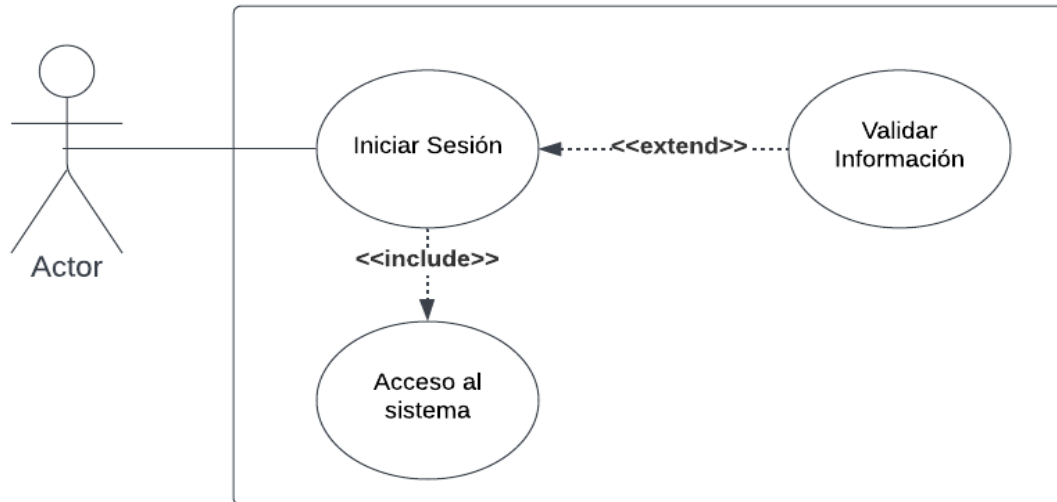 Iniciar Sesión
<<extend>>
Validar
Información
<<include>>
Actor
Acceso al
sistema